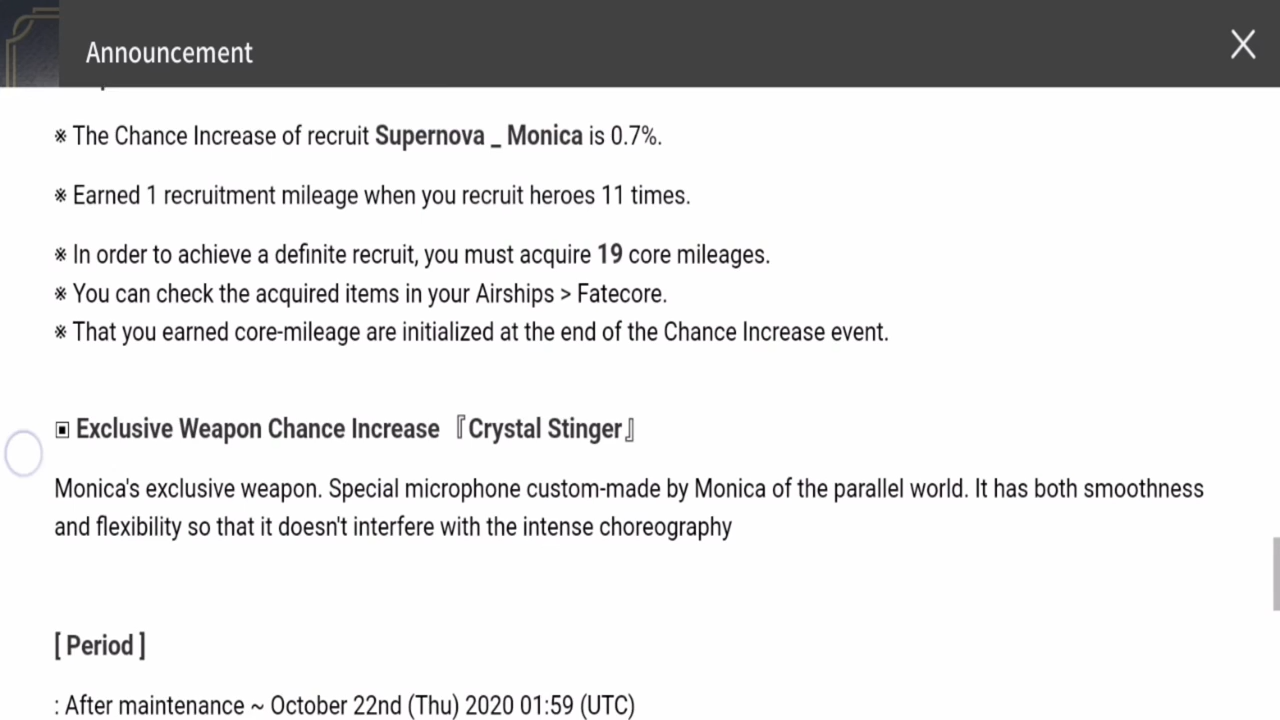 Announcement
※ The Chance Increase of recruit Supernova _ Monica is 0.7%.
※ Earned 1 recruitment mileage when you recruit heroes 11 times.
※ In order to achieve a definite recruit, you must acquire 19 core mileages.
※ You can check the acquired items in your Airships > Fatecore.
※ That you earned core-mileage are initialized at the end of the Chance Increase event.
▣ Exclusive Weapon Chance Increase 『Crystal Stinger』
Monica's exclusive weapon. Special microphone custom-made by Monica of the parallel world. It has both smoothness
and flexibility so that it doesn't interfere with the intense choreography
[ Period ]
: After maintenance ~ October 22nd (Thu) 2020 01:59 (UTC)